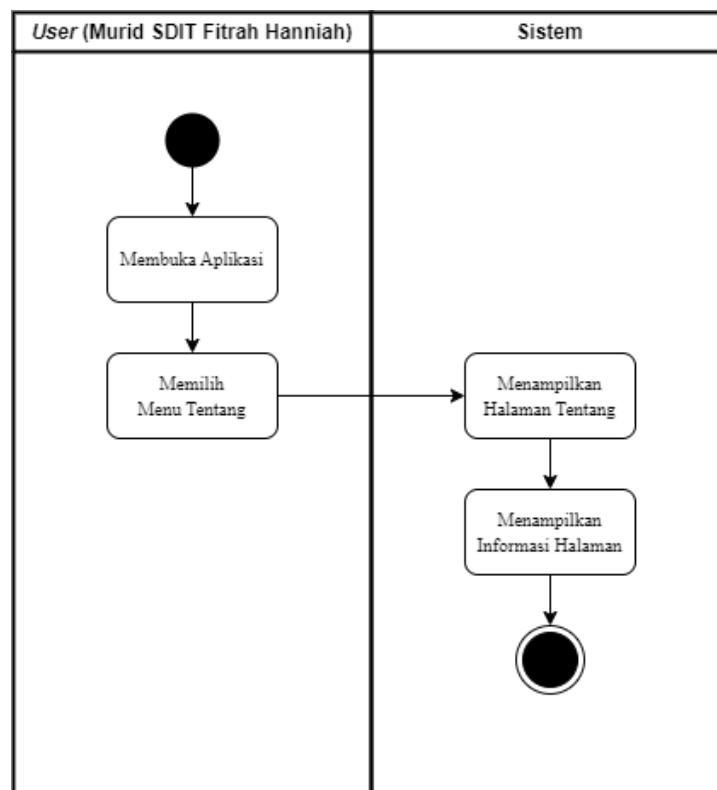 User (Murid SDIT Fitrah Hanniah)
Sistem
Membuka Aplikasi
Memilih
Menu Tentang
Menampilkan
Halaman Tentang
Menampilkan
Informasi Halaman